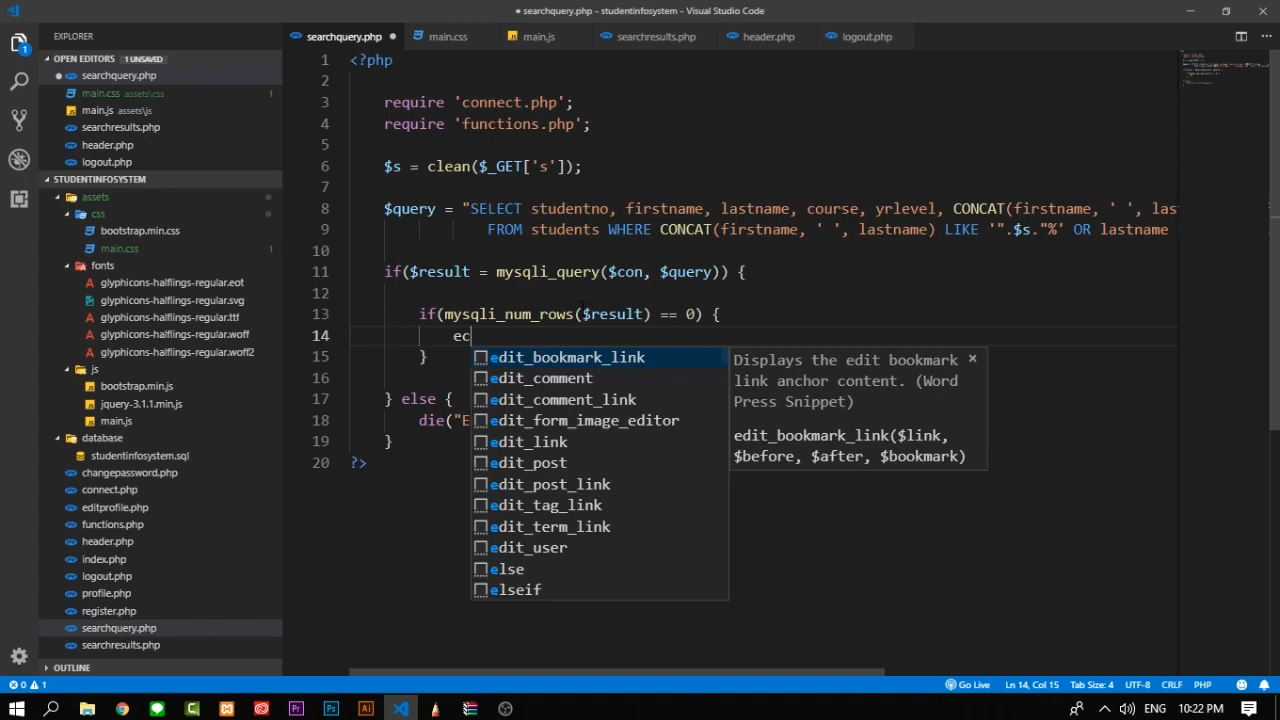 ● searchquery.php - studentinfosystem - Visual Studio Code
EXPLORER
searchquery.php ●
main.css
main.js
searchresults.php
header.php
logout.php
OPEN EDITORS 1 UNSAVED
● searchquery.php
main.css assets\css 1
main.js assets\js
searchresults.php
header.php
logout.php
STUDENTINFOSYSTEM
assets
css
bootstrap.min.css
main.css 1
fonts
glyphicons-halflings-regular.eot
glyphicons-halflings-regular.svg
glyphicons-halflings-regular.ttf
glyphicons-halflings-regular.woff
glyphicons-halflings-regular.woff2
js
bootstrap.min.js
jquery-3.1.1.min.js
main.js
database
studentinfosystem.sql
changepassword.php
connect.php
editprofile.php
functions.php
header.php
index.php
logout.php
profile.php
register.php
searchquery.php
searchresults.php
OUTLINE
1 <?php
2
3 require 'connect.php';
4 require 'functions.php';
5
6 $s = clean($_GET['s']);
7
8 $query = "SELECT studentno, firstname, lastname, course, yrlevel, CONCAT(firstname, ' ', las
9 FROM students WHERE CONCAT(firstname, ' ', lastname) LIKE '".$s."%' OR lastname
10
11 if($result = mysqli_query($con, $query)) {
12
13 if(mysqli_num_rows($result) == 0) {
14 ec
15 }
16
17 } else {
18 die("E
19 }
20 ?>
edit_bookmark_link
edit_comment
edit_comment_link
edit_form_image_editor
edit_link
edit_post
edit_post_link
edit_tag_link
edit_term_link
edit_user
else
elseif
Displays the edit bookmark
link anchor content. (Word
Press Snippet)
edit_bookmark_link($link,
$before, $after, $bookmark)
0 1
Go Live Ln 14, Col 15 Tab Size: 4 UTF-8 CRLF PHP
ENG 10:22 PM